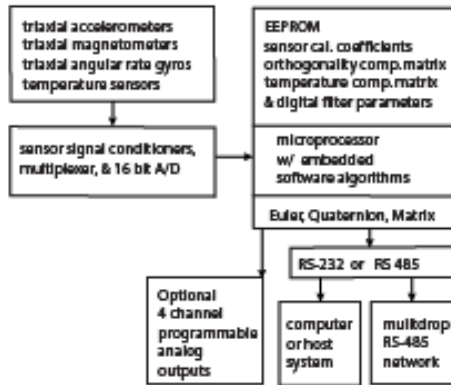 triaxial accelerometers
triaxial magnetometers
triaxial angular rate gyros
temperature sensors
sensor signal conditioners,
multiplexer, & 16 bit A/D
EEPROM
sensor cal. coefficients
orthogonality comp.matrix
temperature comp.matrix
& digital filter parameters
microprocessor
w/ embedded
software algorithms
Euler, Quaternion, Matrix
RS-232 or RS 485
Optional
4 channel
programmable
analog
outputs
computer
or host
system
mulitdrop
RS-485
network